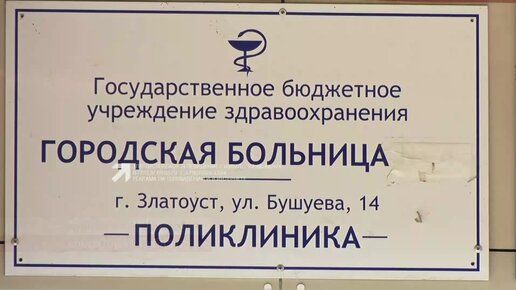 Государственное бюджетное
учреждение здравоохранения
ГОРОДСКАЯ БОЛЬНИЦА
г. Златоуст, ул. Бушуева, 14
ПОЛИКЛИНИКА